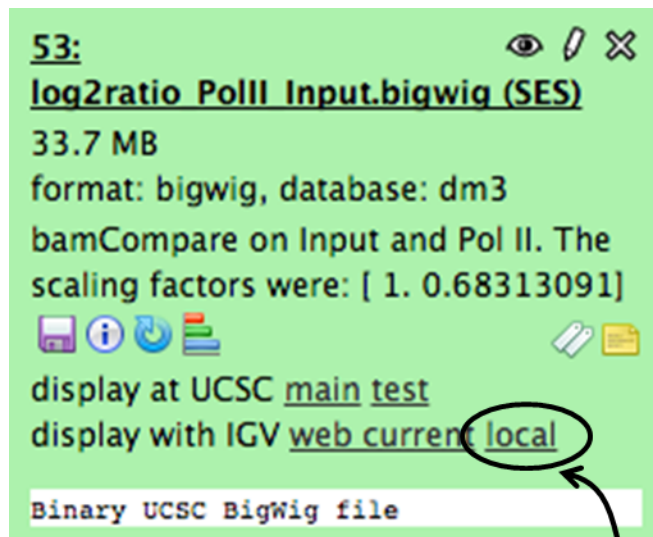 53:
log2ratio_PolII_Input.bigwig (SES)
33.7 MB
format: bigwig, database: dm3
bamCompare on Input and Pol II. The
scaling factors were: [ 1. 0.68313091]
display at UCSC main test
display with IGV web current local
Binary UCSC BigWig file